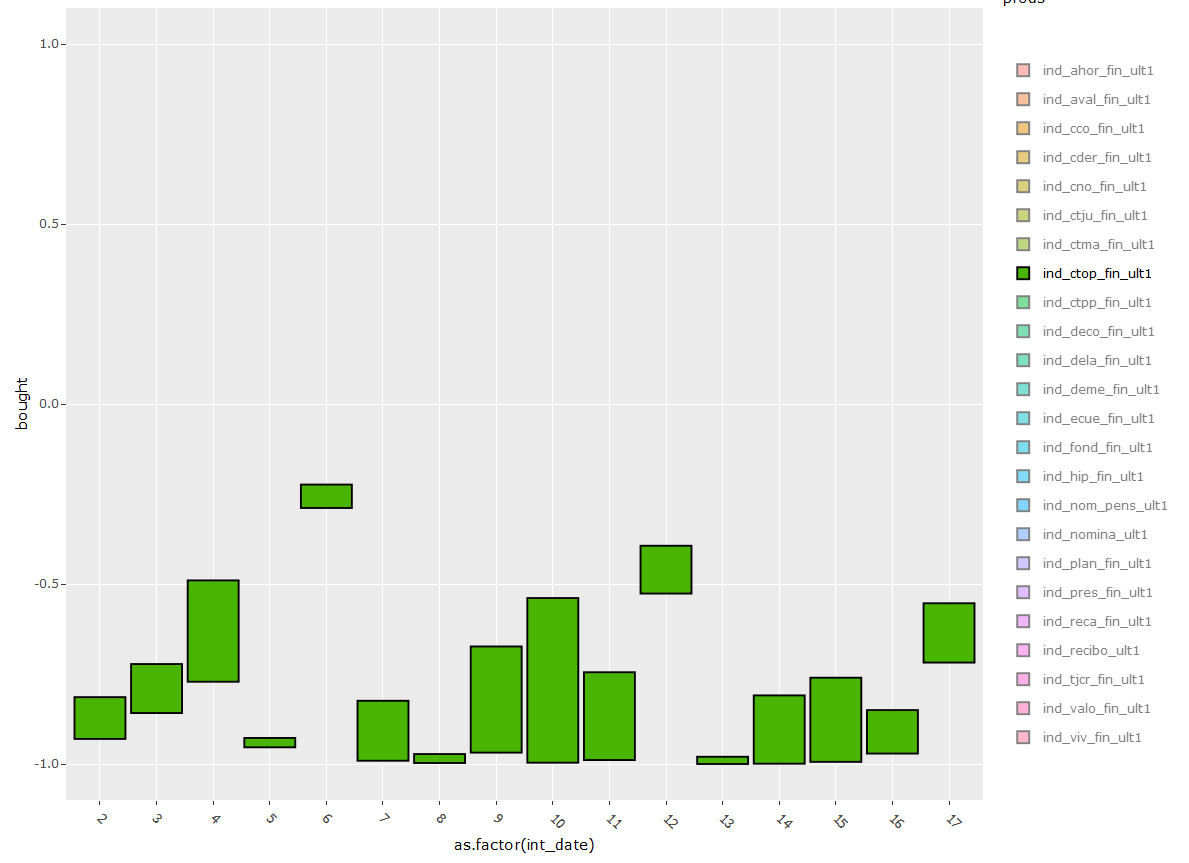 prods
1.0
0.5
0.0
-0.5
-1.0
bought
2 3 4 5 6 7 8 9 10 11 12 13 14 15 16 17
as.factor(int_date)
ind_ahor_fin_ult1
ind_aval_fin_ult1
ind_cco_fin_ult1
ind_cder_fin_ult1
ind_cno_fin_ult1
ind_ctju_fin_ult1
ind_ctma_fin_ult1
ind_ctop_fin_ult1
ind_ctpp_fin_ult1
ind_deco_fin_ult1
ind_dela_fin_ult1
ind_deme_fin_ult1
ind_ecue_fin_ult1
ind_fond_fin_ult1
ind_hip_fin_ult1
ind_nom_pens_ult1
ind_nomina_ult1
ind_plan_fin_ult1
ind_pres_fin_ult1
ind_reca_fin_ult1
ind_recibo_ult1
ind_tjcr_fin_ult1
ind_valo_fin_ult1
ind_viv_fin_ult1